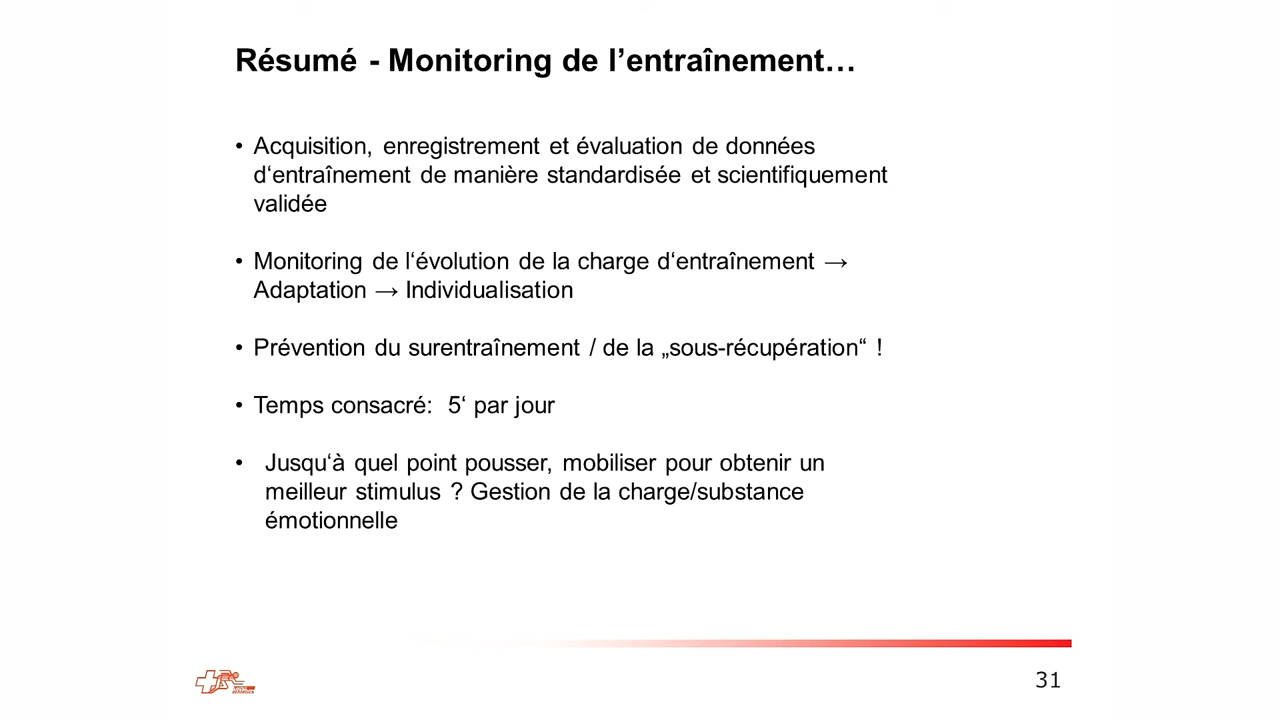 Résumé - Monitoring de l’entraînement…
• Acquisition, enregistrement et évaluation de données
d‘entraînement de manière standardisée et scientifiquement
validée
• Monitoring de l‘évolution de la charge d‘entraînement →
Adaptation → Individualisation
• Prévention du surentraînement / de la „sous-récupération“ !
• Temps consacré: 5‘ par jour
• Jusqu‘à quel point pousser, mobiliser pour obtenir un
meilleur stimulus ? Gestion de la charge/substance
émotionnelle
31